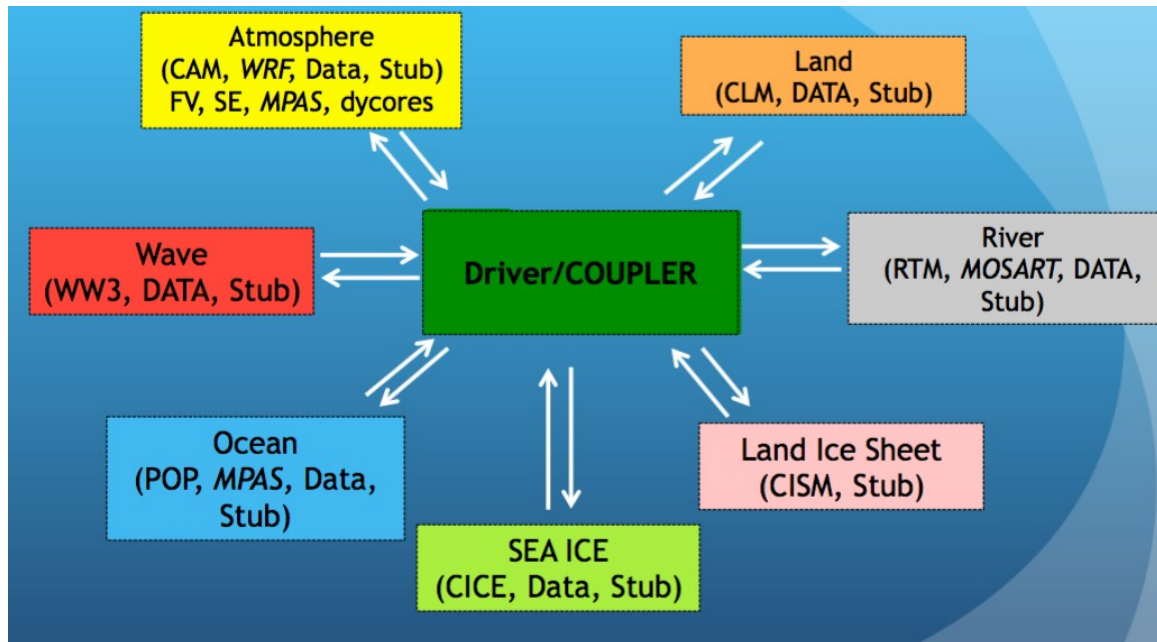 Atmosphere
(CAM, WRF, Data, Stub)
FV, SE, MPAS, dycores
Land
(CLM, DATA, Stub)
Wave
(WW3, DATA, Stub)
Driver/COUPLER
River
(RTM, MOSART, DATA,
Stub)
Ocean
(POP, MPAS, Data,
Stub)
Land Ice Sheet
(CISM, Stub)
SEA ICE
(CICE, Data, Stub)